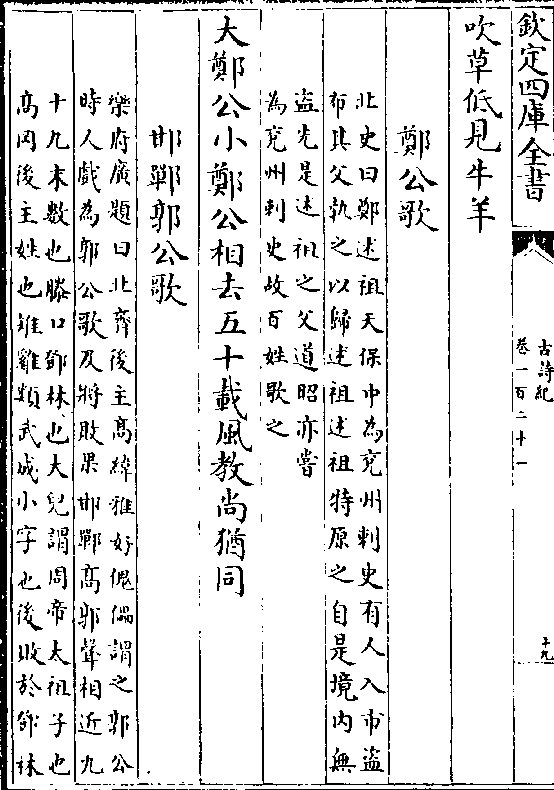 欽定四庫全書
古詩紀
卷一百二十一
十九
吹草低見牛羊
鄭公歌
北史曰鄭述祖天保中為兗州刺史有人入市盜
布其父執之以歸述祖述祖特原之自是境内無
盜先是述祖之父道昭亦嘗
為兗州刺史故百姓歌之
大鄭公小鄭公相去五十載風教尚猶同
邯鄲郭公歌
樂府廣題曰北齊後主高緯雅好傀儡謂之郭公
時人戲為郭公歌及將敗果邯鄲高郭聲相近九
十九末數也滕口鄧林也大兒謂周帝太祖子也
高岡後主姓也雉雞類武成小字也後敗於鄧林